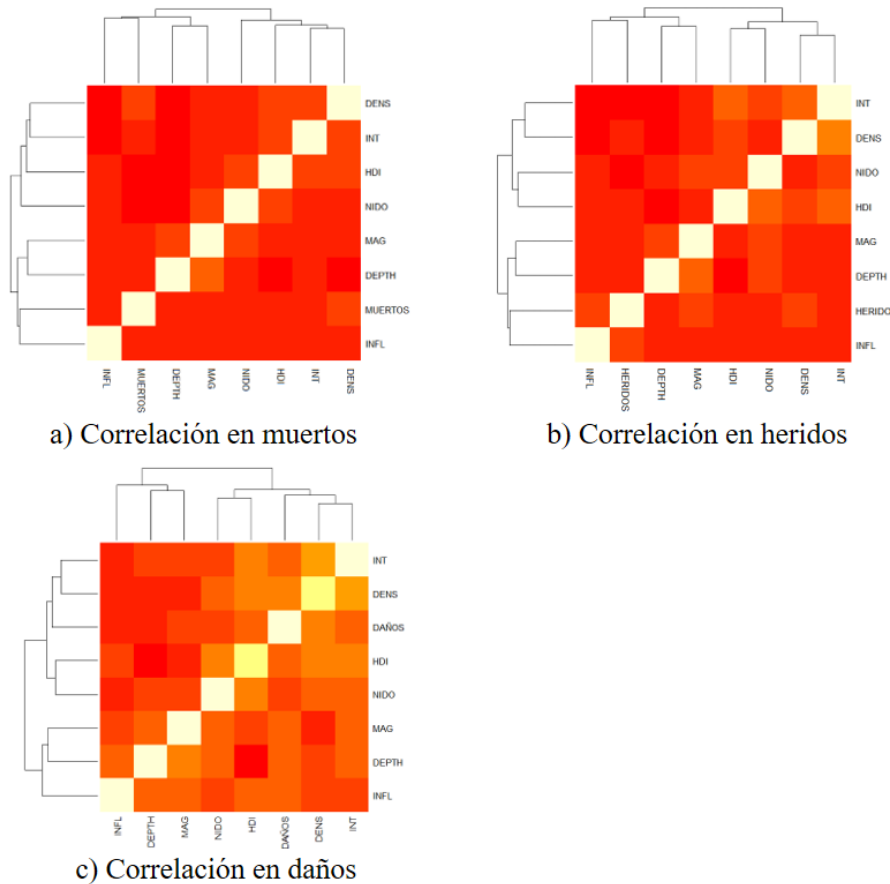 DENS
INT
HDI
NIDO
MAG
DEPTH
MUERTOS
INFL
INFL
MUERTOS
DEPTH
MAG
NIDO
HDI
INT
DENS
a) Correlación en muertos
INT
DENS
NIDO
HDI
MAG
DEPTH
HERIDO
INFL
INFL
HERIDOS
DEPTH
MAG
HDI
NIDO
DENS
INT
b) Correlación en heridos
INT
DENS
DAÑOS
HDI
NIDO
MAG
DEPTH
INFL
INFL
DEPTH
MAG
NIDO
HDI
DAÑOS
DENS
INT
c) Correlación en daños